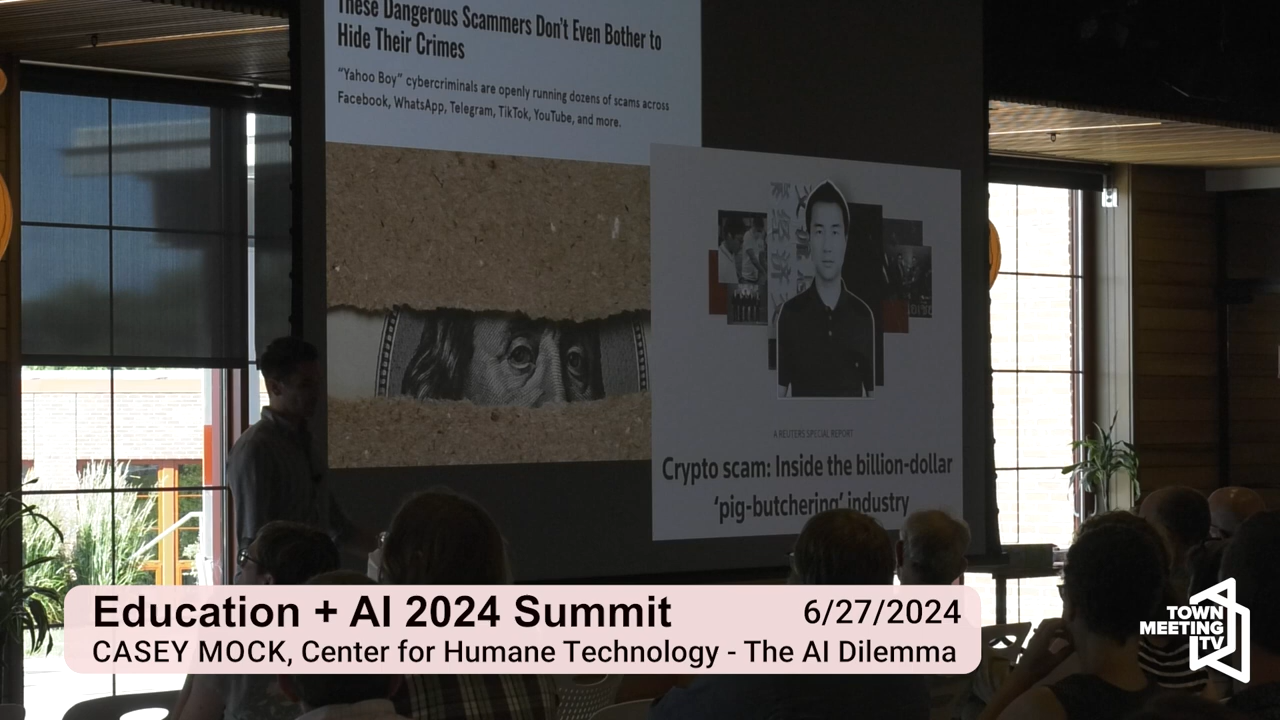 These Dangerous Scammers Don't Even Bother to
Hide Their Crimes
"Yahoo Boy" cybercriminals are openly running dozens of scams across
Facebook, WhatsApp, Telegram, TikTok, YouTube, and more.
A REUTERS SPECIAL REPORT
Crypto scam: Inside the billion-dollar
'pig-butchering' industry
Education + AI 2024 Summit
6/27/2024
CASEY MOCK, Center for Humane Technology - The AI Dilemma
TOWN
MEETING
TV